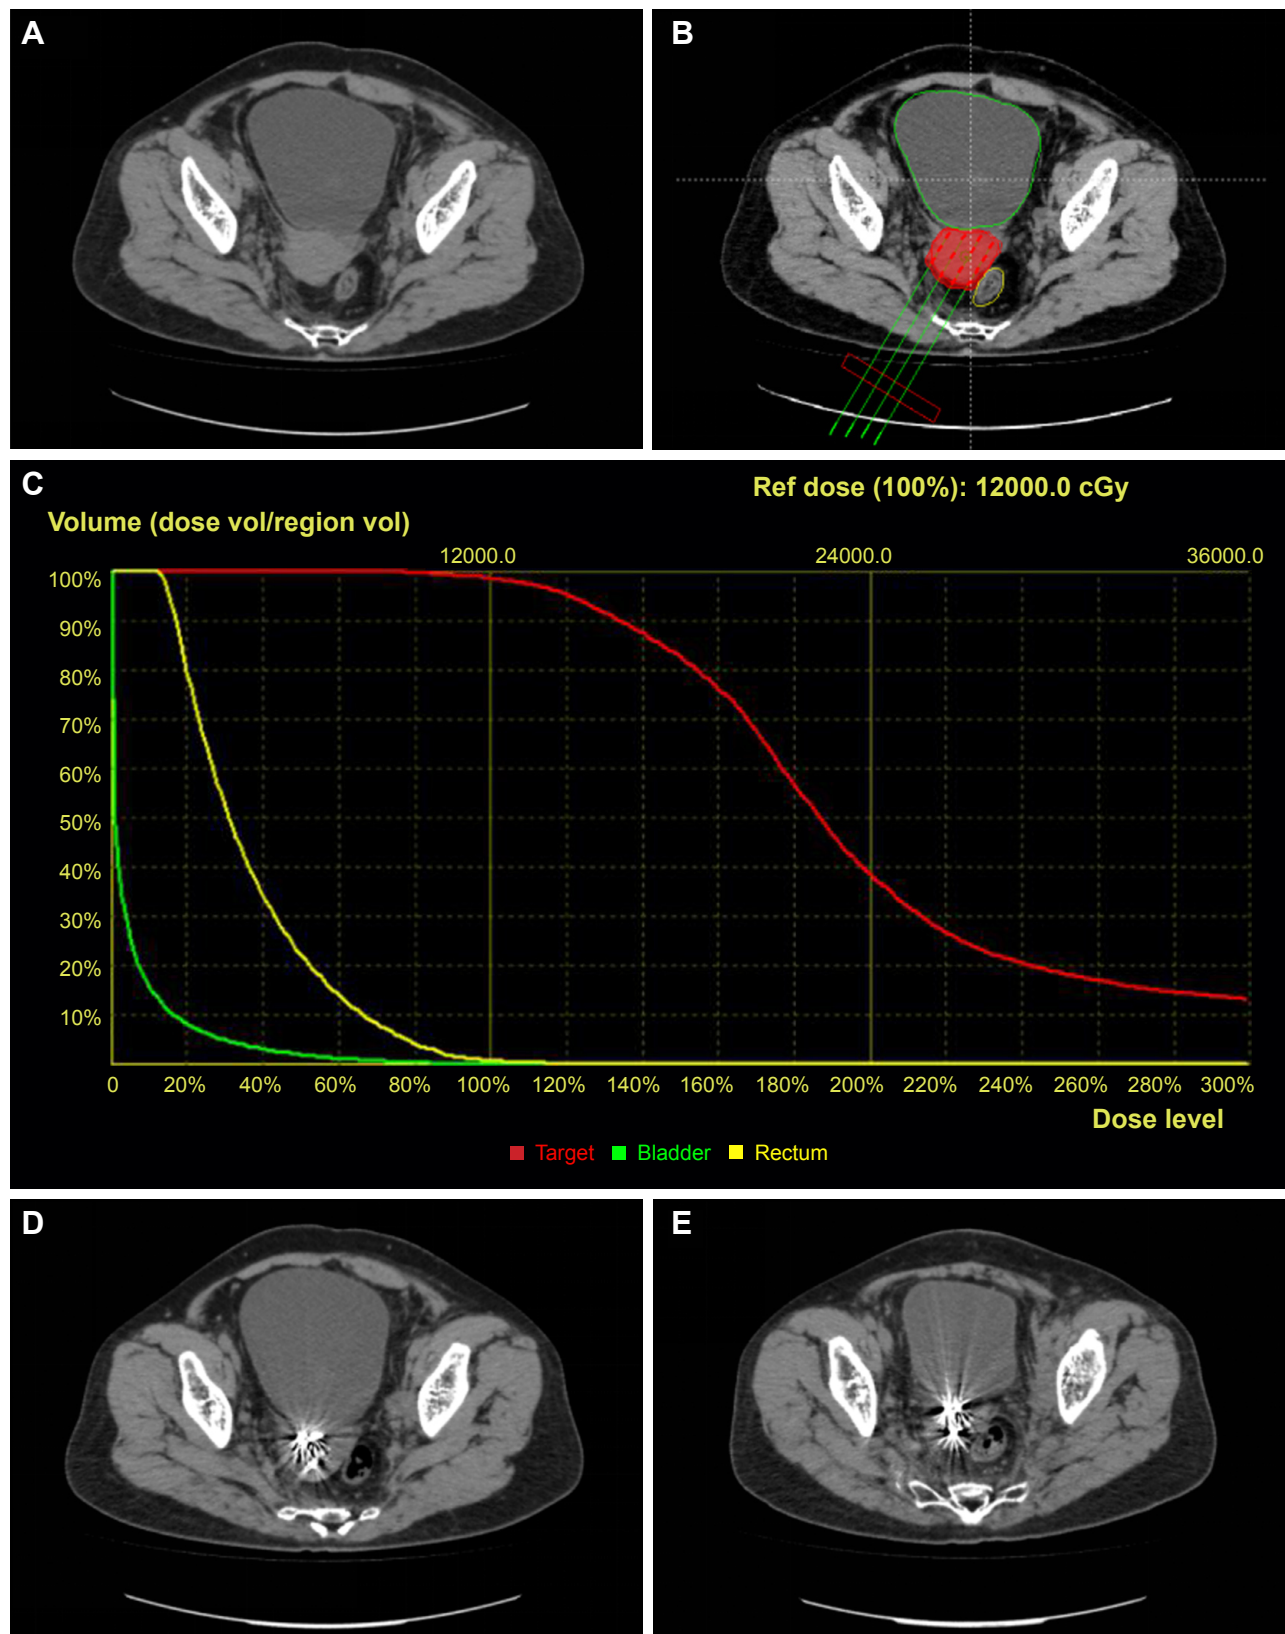 A
B
C
Ref dose (100%): 12000.0 cGy
Volume (dose vol/region vol)
12000.0 24000.0 36000.0
100%
90%
80%
70%
60%
50%
40%
30%
20%
10%
0 20% 40% 60% 80% 100% 120% 140% 160% 180% 200% 220% 240% 260% 280% 300%
Dose level
Target Bladder Rectum
D
E